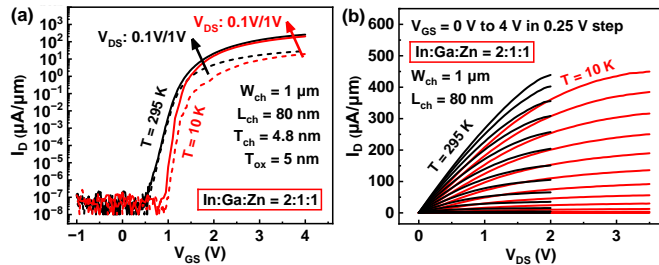 (a)
V_DS: 0.1V/1V
V_DS: 0.1V/1V
T = 295 K
T = 10 K
W_ch = 1 µm
L_ch = 80 nm
T_ch = 4.8 nm
T_ox = 5 nm
In:Ga:Zn = 2:1:1
I_D (µA/µm)
10³
10²
10¹
10⁰
10⁻¹
10⁻²
10⁻³
10⁻⁴
10⁻⁵
10⁻⁶
10⁻⁷
10⁻⁸
-1 0 1 2 3 4
V_GS (V)
(b)
V_GS = 0 V to 4 V in 0.25 V step
In:Ga:Zn = 2:1:1
W_ch = 1 µm
L_ch = 80 nm
T = 10 K
T = 295 K
I_D (µA/µm)
600
500
400
300
200
100
0
0 1 2 3
V_DS (V)